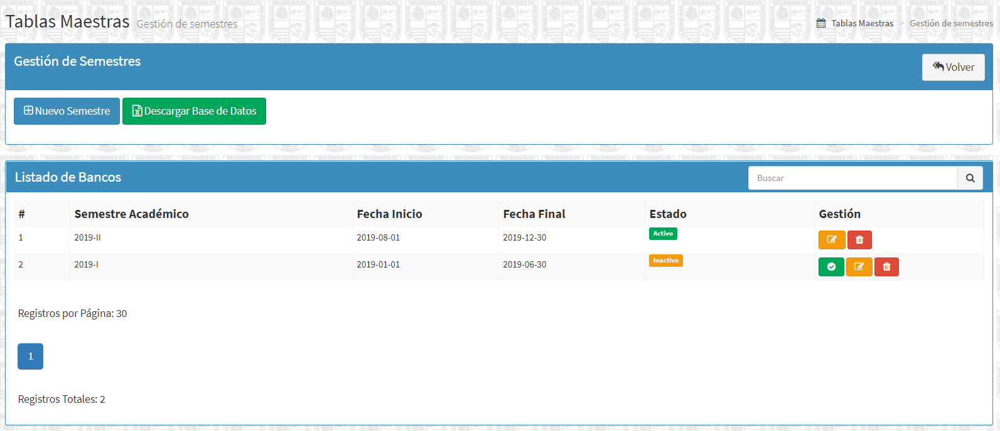 Tablas Maestras Gestión de semestres
Tablas Maestras > Gestión de semestres
Gestión de Semestres
Volver
Nuevo Semestre Descargar Base de Datos
Listado de Bancos
Buscar
# Semestre Académico Fecha Inicio Fecha Final Estado Gestión
1 2019-II 2019-08-01 2019-12-30 Activo
2 2019-I 2019-01-01 2019-06-30 Inactivo
Registros por Página: 30
1
Registros Totales: 2